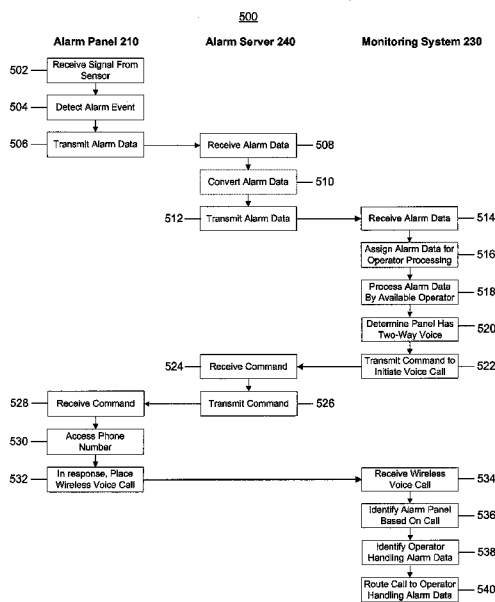 500
Alarm Panel 210
Alarm Server 240
Monitoring System 230
502
Receive Signal From
Sensor
504
Detect Alarm Event
506
Transmit Alarm Data
Receive Alarm Data
508
Convert Alarm Data
510
512
Transmit Alarm Data
Receive Alarm Data
514
Assign Alarm Data for
Operator Processing
516
Process Alarm Data
By Available Operator
518
Determine Panel Has
Two-Way Voice
520
524
Receive Command
Transmit Command to
Initiate Voice Call
522
528
Receive Command
Transmit Command
526
530
Access Phone
Number
532
In response, Place
Wireless Voice Call
Receive Wireless
Voice Call
534
Identify Alarm Panel
Based On Call
536
Identify Operator
Handling Alarm Data
538
Route Call to Operator
Handling Alarm Data
540